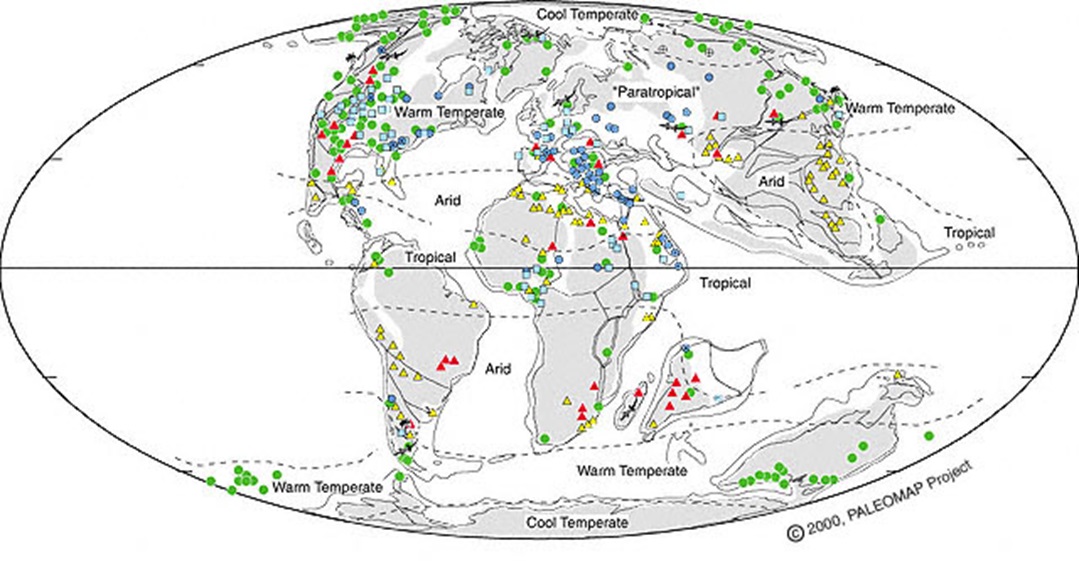 Cool Temperate
"Paratropical"
Warm Temperate
Warm Temperate
Arid
Arid
Tropical
Tropical
Tropical
Arid
Warm Temperate
Warm Temperate
Cool Temperate
© 2000, PALEOMAP Project